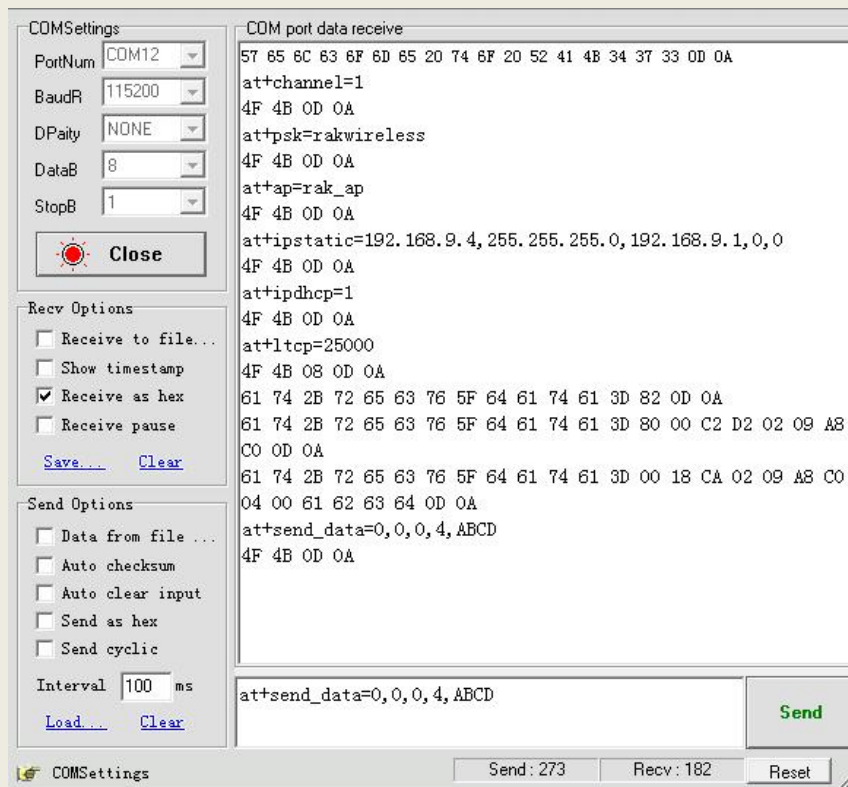 COMSettings
PortNum COM12
BaudR 115200
DPaity NONE
DataB 8
StopB 1
Close
Recv Options
Receive to file...
Show timestamp
Receive as hex
Receive pause
Save... Clear
Send Options
Data from file ...
Auto checksum
Auto clear input
Send as hex
Send cyclic
Interval 100 ms
Load... Clear
COM port data receive
57 65 6C 63 6F 6D 65 20 74 6F 20 52 41 4B 34 37 33 0D 0A
at+channel=1
4F 4B 0D 0A
at+psk=rakwireless
4F 4B 0D 0A
at+ap=rak_ap
4F 4B 0D 0A
at+ipstatic=192.168.9.4,255.255.255.0,192.168.9.1,0,0
4F 4B 0D 0A
at+ipdhcp=1
4F 4B 0D 0A
at+ltcp=25000
4F 4B 08 0D 0A
61 74 2B 72 65 63 76 5F 64 61 74 61 3D 82 0D 0A
61 74 2B 72 65 63 76 5F 64 61 74 61 3D 80 00 C2 D2 02 09 A8
C0 0D 0A
61 74 2B 72 65 63 76 5F 64 61 74 61 3D 00 18 CA 02 09 A8 C0
04 00 61 62 63 64 0D 0A
at+send_data=0,0,0,4,ABCD
4F 4B 0D 0A
at+send_data=0,0,0,4,ABCD
Send
COMSettings
Send:273
Recv:182
Reset